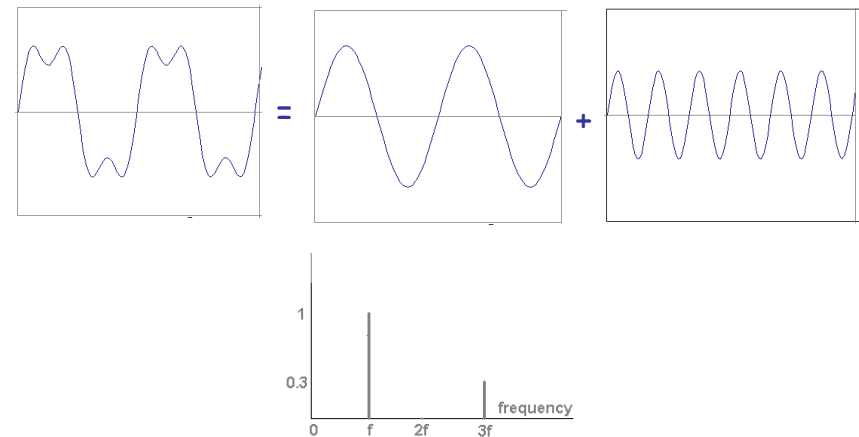 = +
1
0.3
frequency
0 f 2f 3f